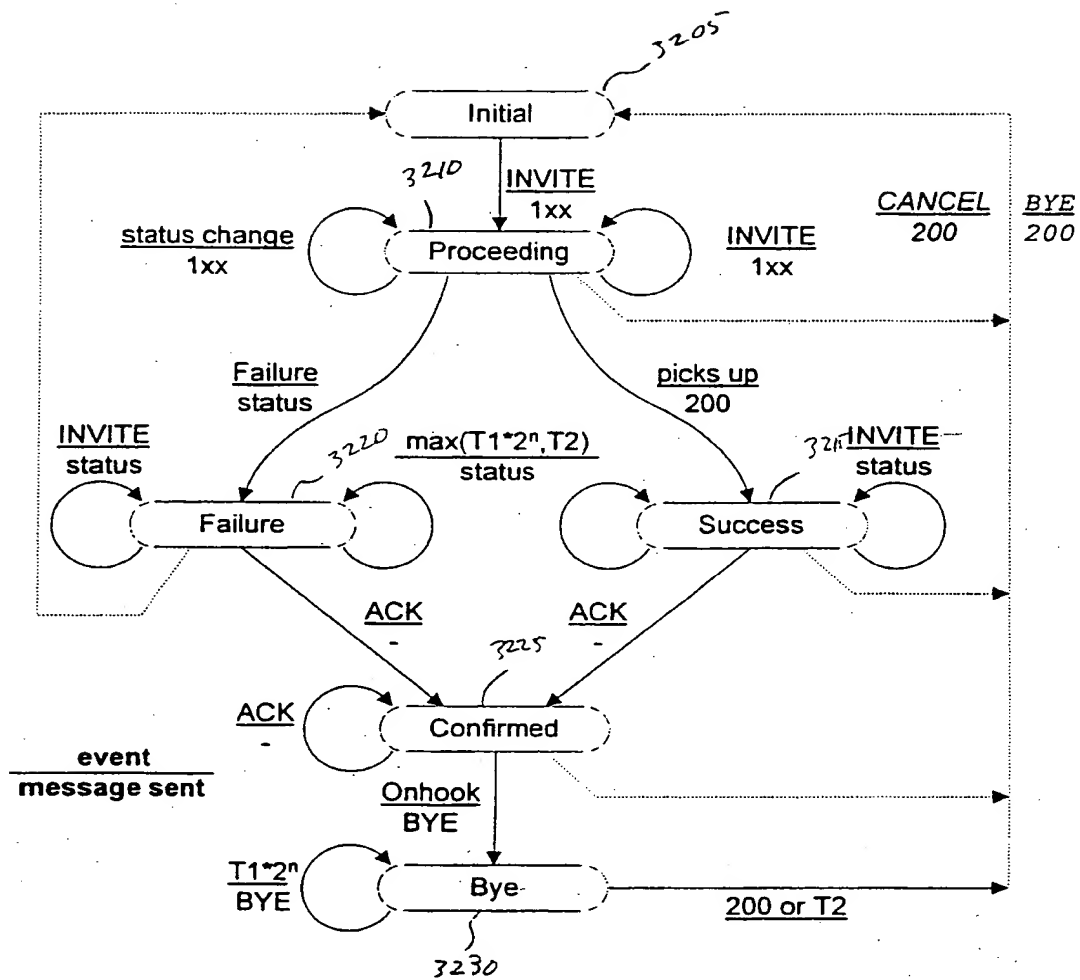 3205
Initial
3210
INVITE
1xx
CANCEL
200
BYE
200
status change
1xx
Proceeding
INVITE
1xx
Failure
status
picks up
200
INVITE
status
3220
max(T1*2ⁿ,T2)
status
3215
INVITE
status
Failure
Success
ACK
-
ACK
-
3225
ACK
-
Confirmed
event
message sent
Onhook
BYE
T1*2ⁿ
BYE
Bye
200 or T2
3230